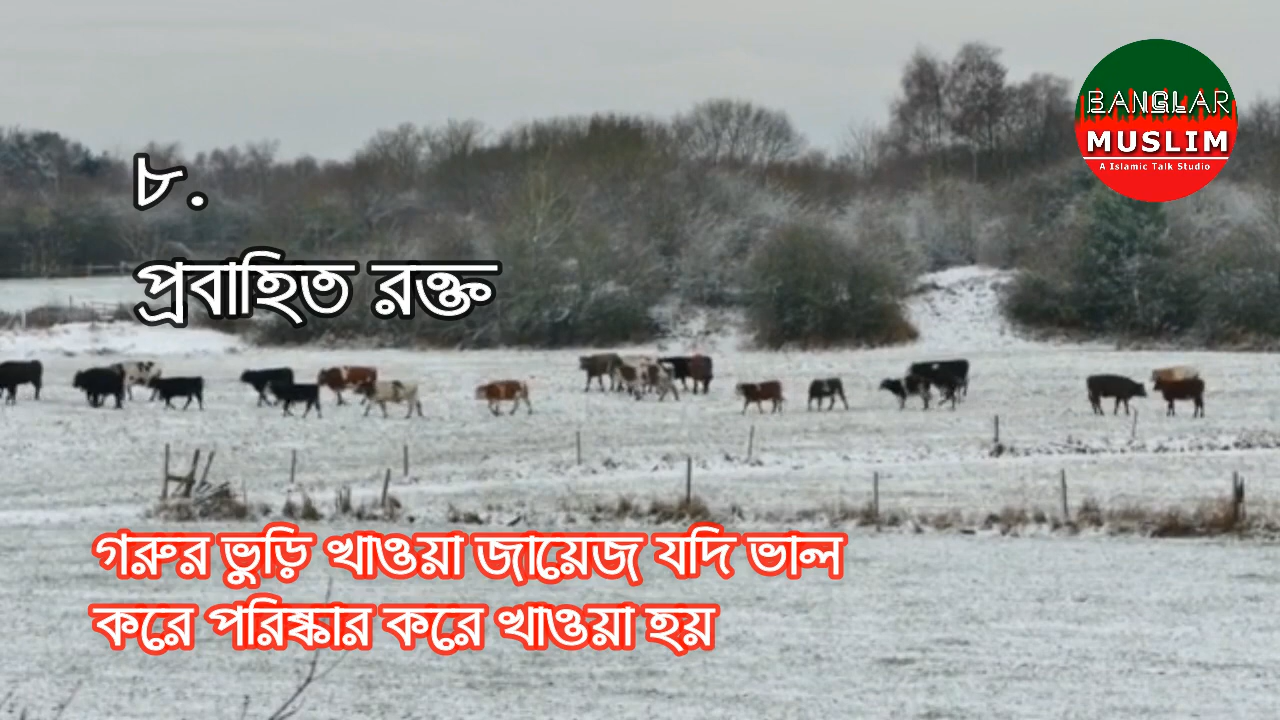 BANGLAR
MUSLIM
A Islamic Talk Studio
৮.
প্রবাহিত রক্ত
গরুর ভুড়ি খাওয়া জায়েজ যদি ভাল
করে পরিষ্কার করে খাওয়া হয়